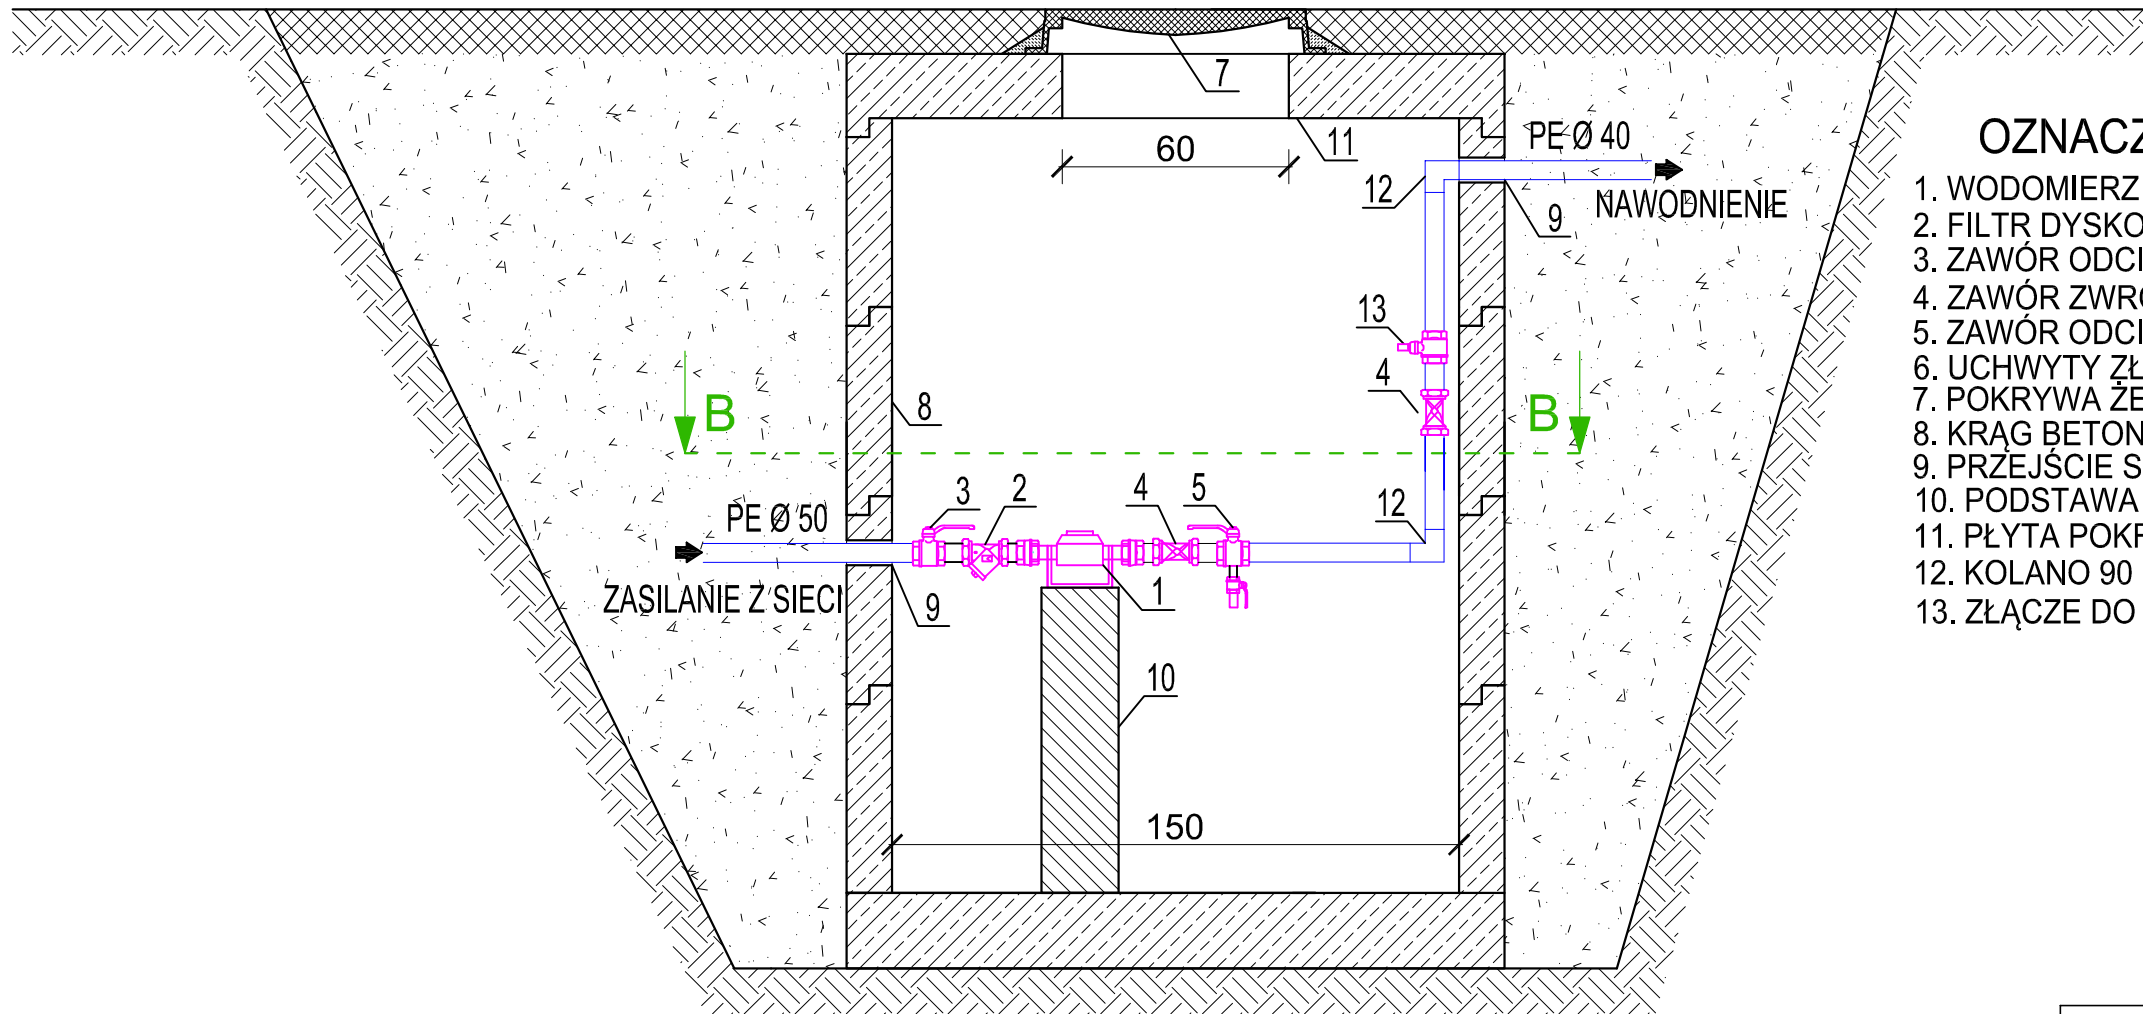 7
60
11
PE Ø 40
12
9
NAWODNIENIE
13
4
B
8
B
3
2
4
5
12
PE Ø 50
ZASILANIE Z SIECI
9
1
10
150
OZNACZ
1. WODOMIERZ
2. FILTR DYSKO
3. ZAWÓR ODCI
4. ZAWÓR ZWRO
5. ZAWÓR ODCI
6. UCHWYTY ZŁ
7. POKRYWA ŻE
8. KRĄG BETON
9. PRZEJŚCIE S
10. PODSTAWA
11. PŁYTA POKR
12. KOLANO 90
13. ZŁĄCZE DO